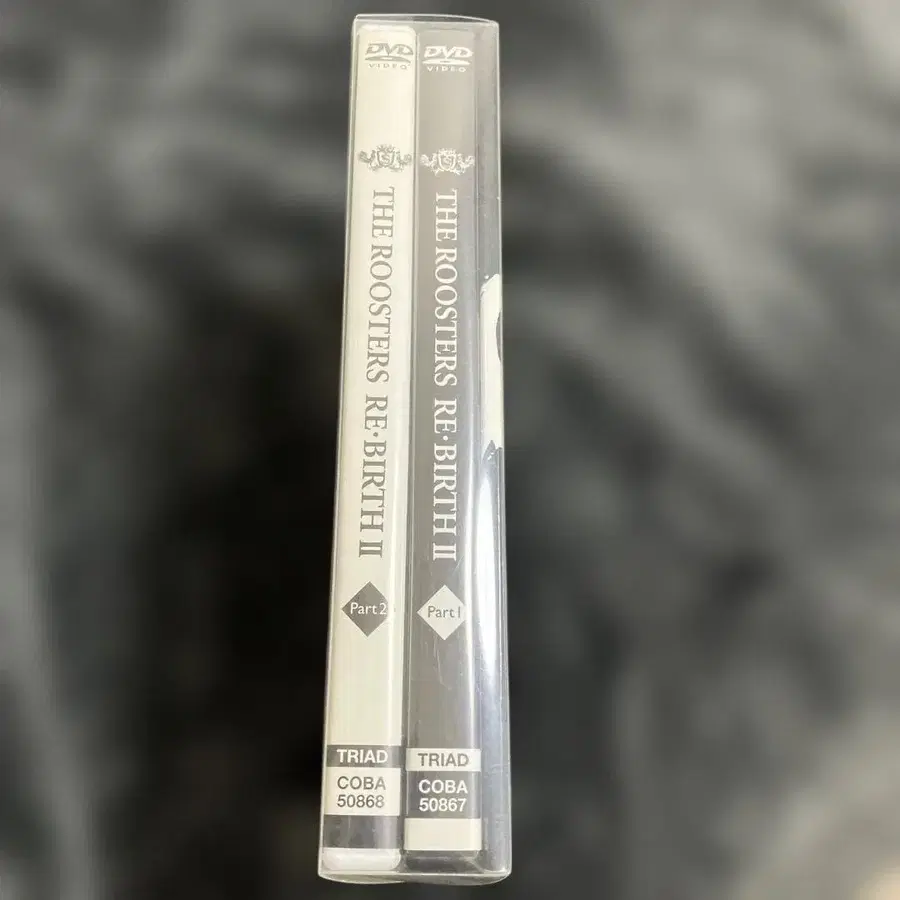 DVD
VIDEO
THE ROOSTERS RE·BIRTH II
Part 2
TRIAD
COBA
50868
DVD
VIDEO
THE ROOSTERS RE·BIRTH II
Part 1
TRIAD
COBA
50867